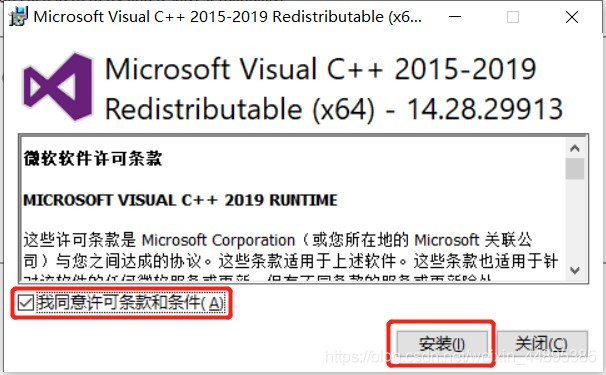 Microsoft Visual C++ 2015-2019 Redistributable (x6...
Microsoft Visual C++ 2015-2019
Redistributable (x64) - 14.28.29913
微软软件许可条款
MICROSOFT VISUAL C++ 2019 RUNTIME
这些许可条款是 Microsoft Corporation（或您所在地的 Microsoft 关联公
司）与您之间达成的协议。这些条款适用于上述软件。这些条款也适用于针
对该软件的任何微软服务或更新，但有不同条款的服务或更新除外
我同意许可条款和条件(A)
安装(I)
关闭(C)